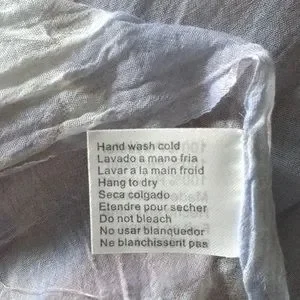 Hand wash cold
Lavado a mano fria
Lavar a la main froid
Hang to dry
Seca colgado
Etendre pour secher
Do not bleach
No usar blanquedor
Ne blanchissent pas